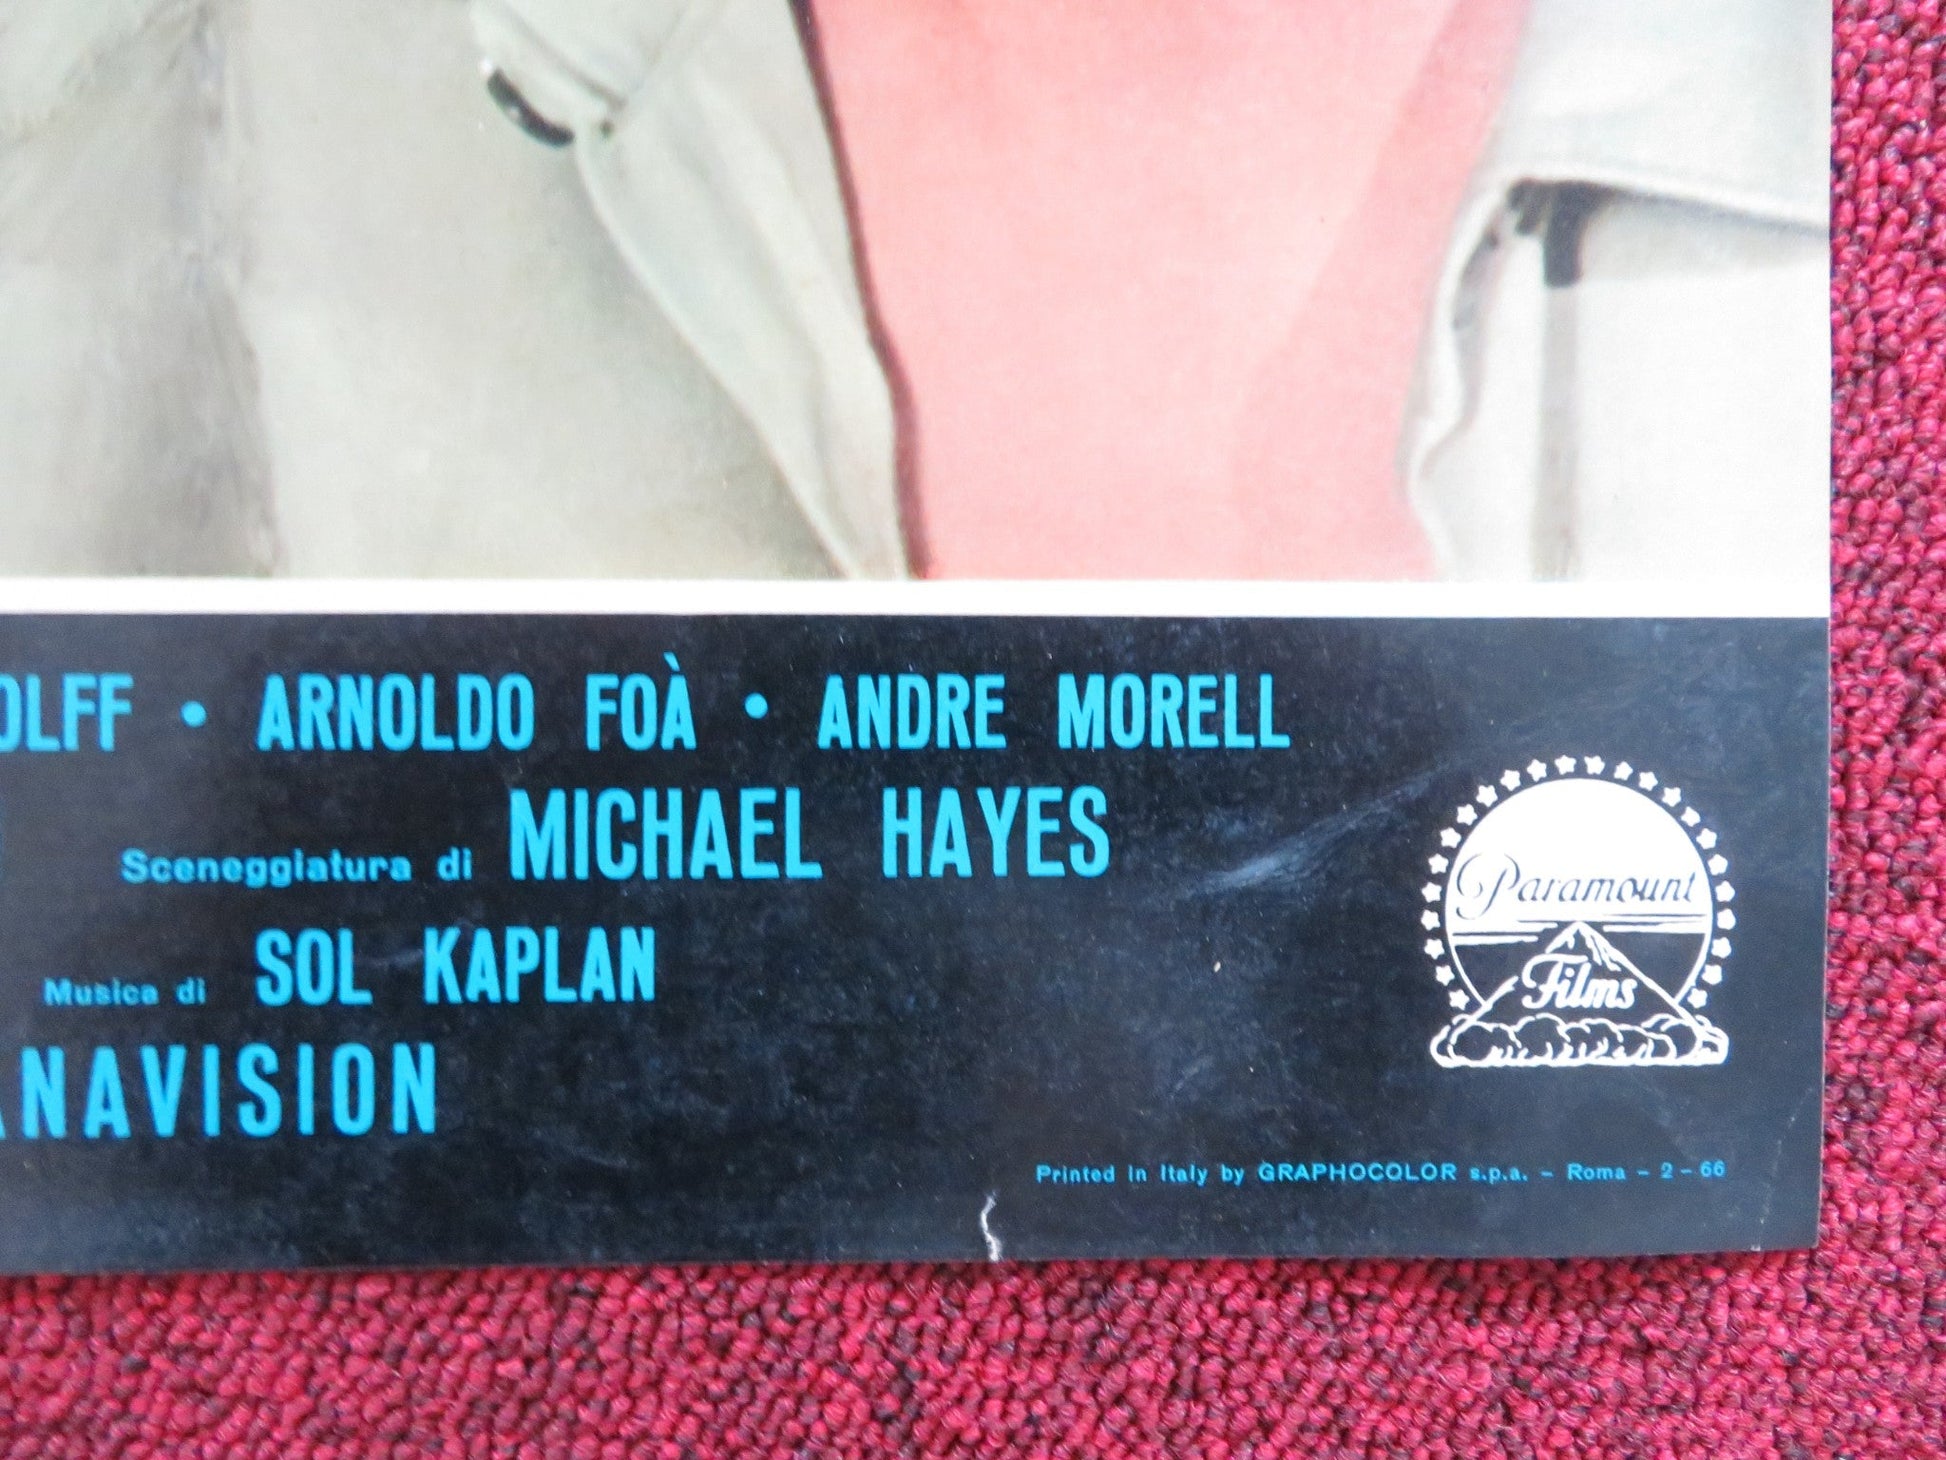 OLFF • ARNOLDO FOÀ • ANDRE MORELL
Sceneggiatura di MICHAEL HAYES
Musica di SOL KAPLAN
ANAVISION
Paramount
Films
Printed in Italy by GRAPHOCOLOR s.p.a. – Roma – 2 – 66